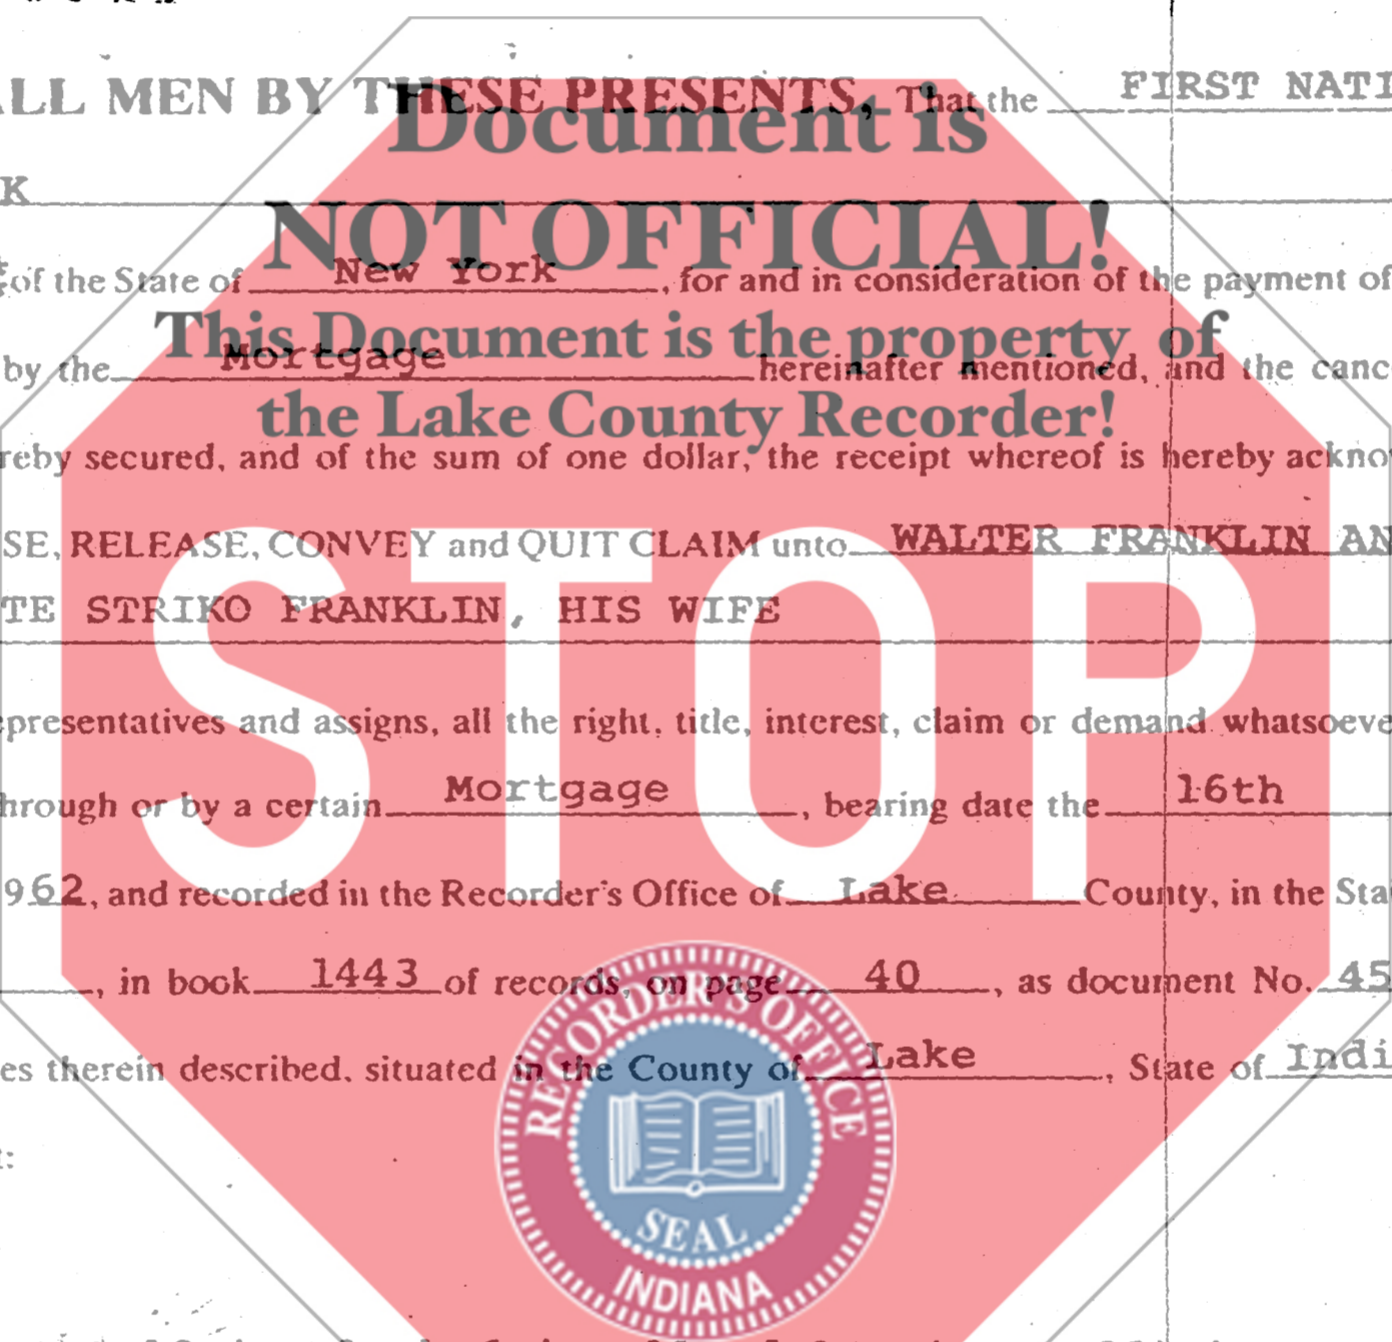 ALL MEN BY THESE PRESENTS, That the FIRST NATI
Document is
K
NOT OFFICIAL!
of the State of New York, for and in consideration of the payment of
This Document is the property of
by the Mortgage hereinafter mentioned, and the canc
the Lake County Recorder!
reby secured, and of the sum of one dollar, the receipt whereof is hereby ackno
SE, RELEASE, CONVEY and QUIT CLAIM unto WALTER FRANKLIN AN
TE STRIKO FRANKLIN, HIS WIFE
STOP
epresentatives and assigns, all the right, title, interest, claim or demand whatsoeve
hrough or by a certain Mortgage, bearing date the 16th
962, and recorded in the Recorder's Office of Lake County, in the Sta
, in book 1443 of records, on page 40, as document No. 45
es therein described, situated in the County of Lake, State of Indi
RECORDER'S OFFICE
SEAL
INDIANA